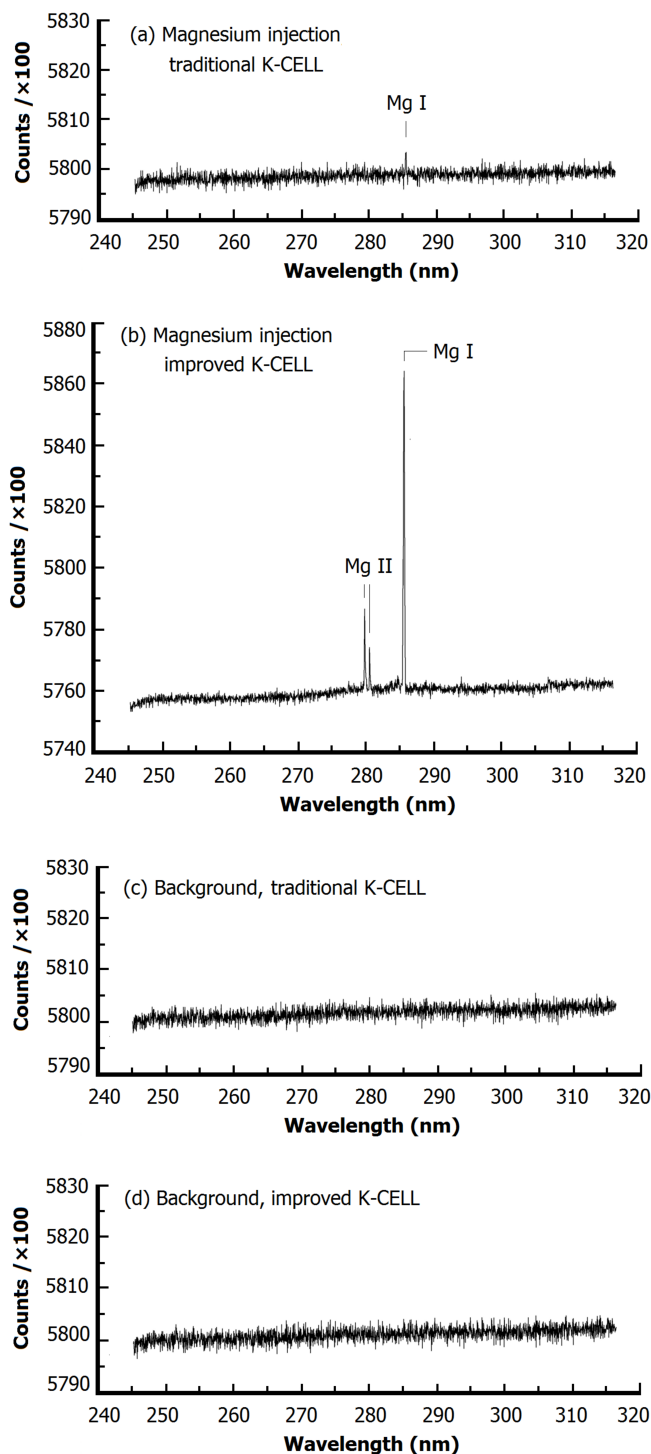 5830
(a) Magnesium injection
traditional K-CELL
5820
Mg I
5810
5800
5790
Counts /×100
240 250 260 270 280 290 300 310 320
Wavelength (nm)
5880
(b) Magnesium injection
improved K-CELL
Mg I
5860
5840
5820
5800
Mg II
5780
5760
5740
Counts /×100
240 250 260 270 280 290 300 310 320
Wavelength (nm)
5830
(c) Background, traditional K-CELL
5820
5810
5800
5790
Counts /×100
240 250 260 270 280 290 300 310 320
Wavelength (nm)
5830
(d) Background, improved K-CELL
5820
5810
5800
5790
Counts /×100
240 250 260 270 280 290 300 310 320
Wavelength (nm)